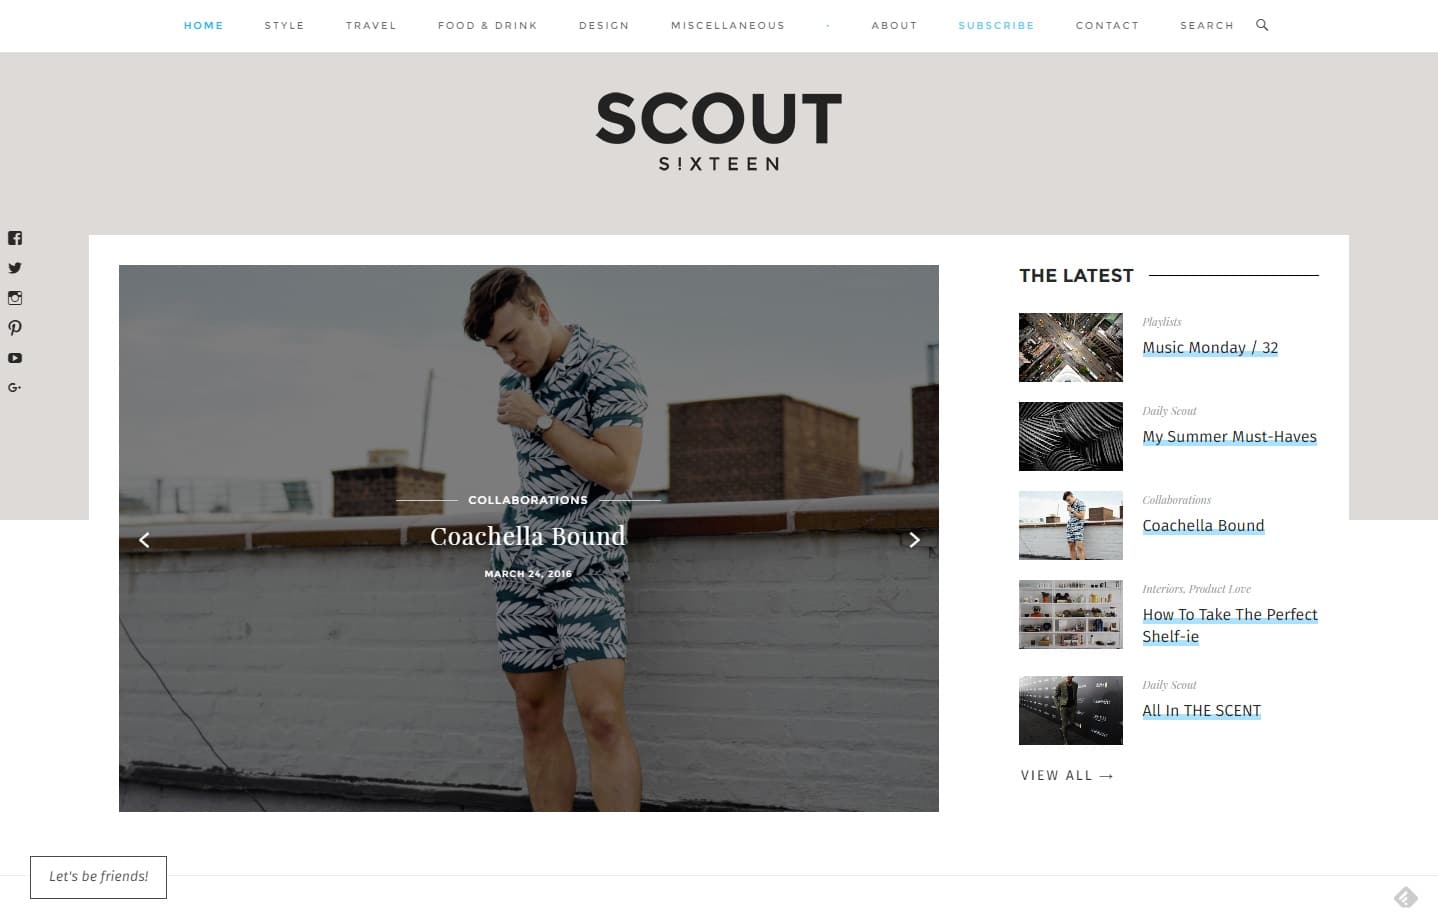 HOME STYLE TRAVEL FOOD & DRINK DESIGN MISCELLANEOUS · ABOUT SUBSCRIBE CONTACT SEARCH
SCOUT
S!XTEEN
COLLABORATIONS
Coachella Bound
MARCH 24, 2016
THE LATEST
Playlists
Music Monday / 32
Daily Scout
My Summer Must-Haves
Collaborations
Coachella Bound
Interiors, Product Love
How To Take The Perfect
Shelf-ie
Daily Scout
All In THE SCENT
VIEW ALL →
Let's be friends!